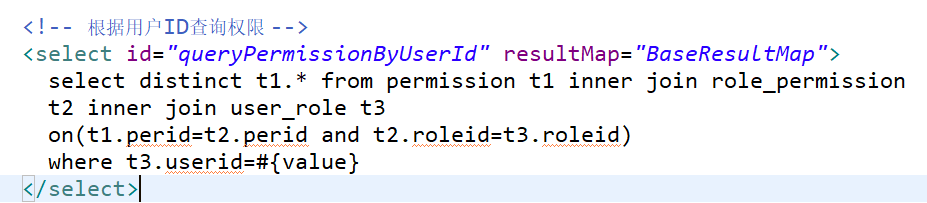 <!-- 根据用户ID查询权限 -->
<select id="queryPermissionByUserId" resultMap="BaseResultMap">
select distinct t1.* from permission t1 inner join role_permission
t2 inner join user_role t3
on(t1.perid=t2.perid and t2.roleid=t3.roleid)
where t3.userid=#{value}
</select>